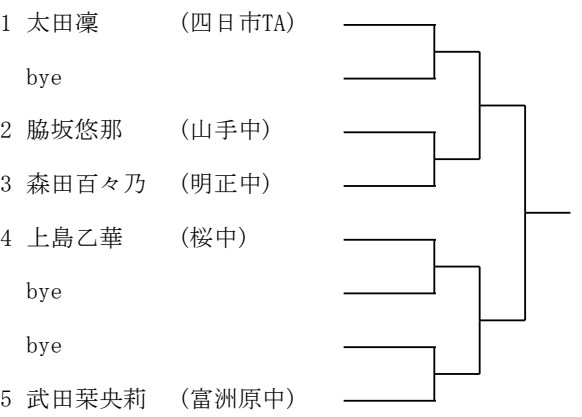 1 太田凜 (四日市TA)
bye
2 脇坂悠那 (山手中)
3 森田百々乃 (明正中)
4 上島乙華 (桜中)
bye
bye
5 武田栞央莉 (富洲原中)